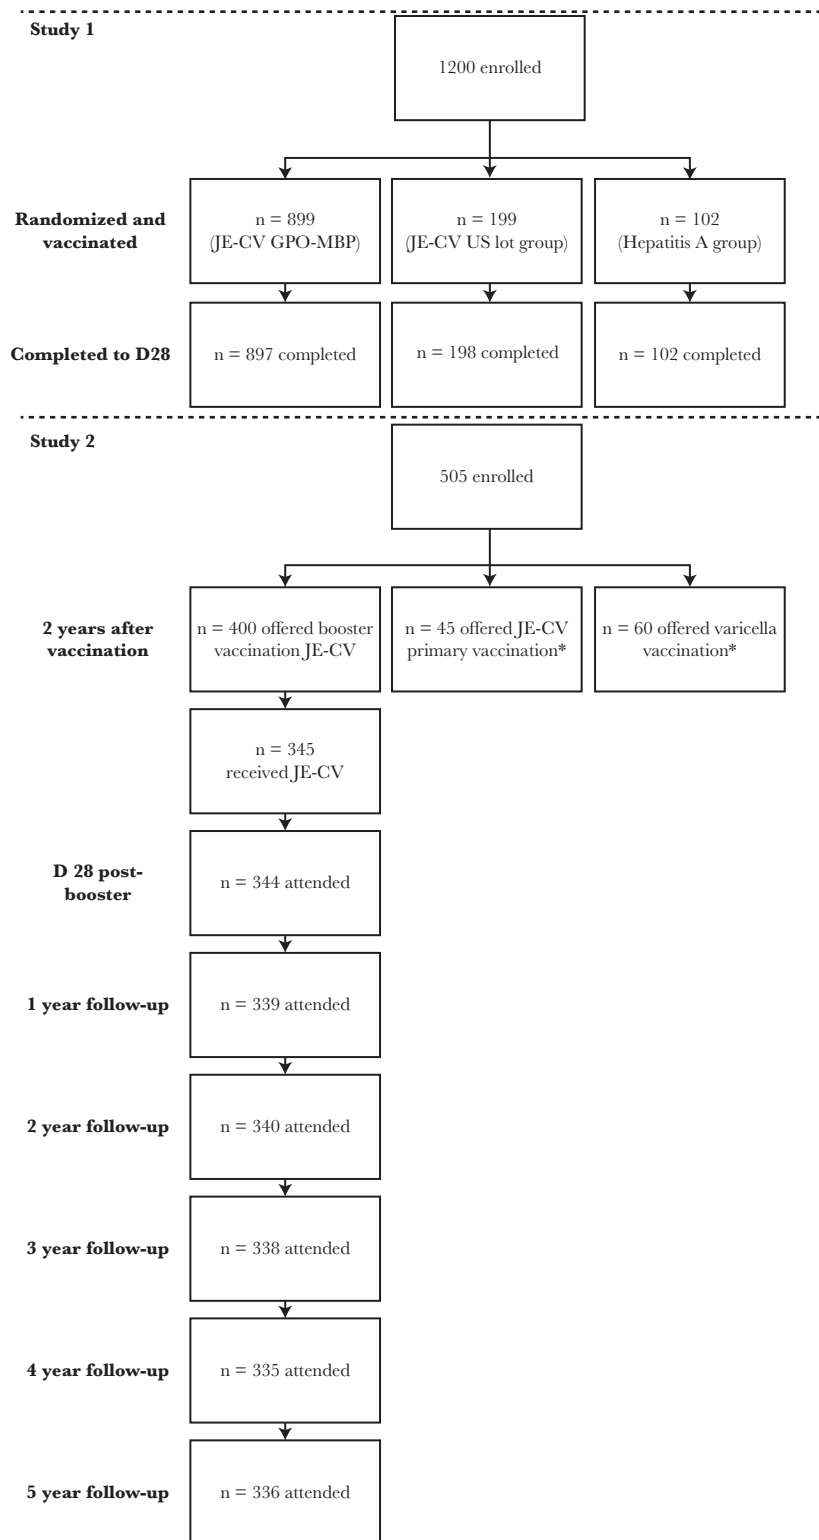 Study 1
1200 enrolled
Randomized and
vaccinated
n = 899
(JE-CV GPO-MBP)
n = 199
(JE-CV US lot group)
n = 102
(Hepatitis A group)
Completed to D28
n = 897 completed
n = 198 completed
n = 102 completed
Study 2
505 enrolled
2 years after
vaccination
n = 400 offered booster
vaccination JE-CV
n = 45 offered JE-CV
primary vaccination*
n = 60 offered varicella
vaccination*
n = 345
received JE-CV
D 28 post-
booster
n = 344 attended
1 year follow-up
n = 339 attended
2 year follow-up
n = 340 attended
3 year follow-up
n = 338 attended
4 year follow-up
n = 335 attended
5 year follow-up
n = 336 attended